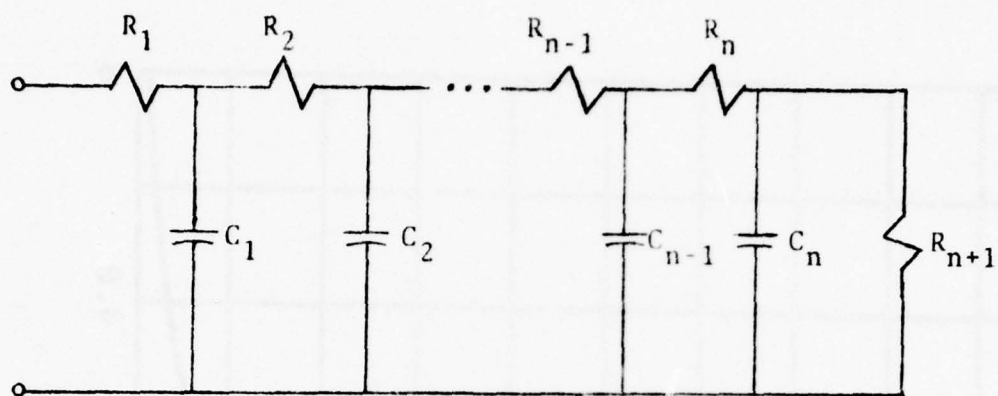 R₁ R₂ ... Rₙ₋₁ Rₙ
C₁ C₂ Cₙ₋₁ Cₙ Rₙ₊₁